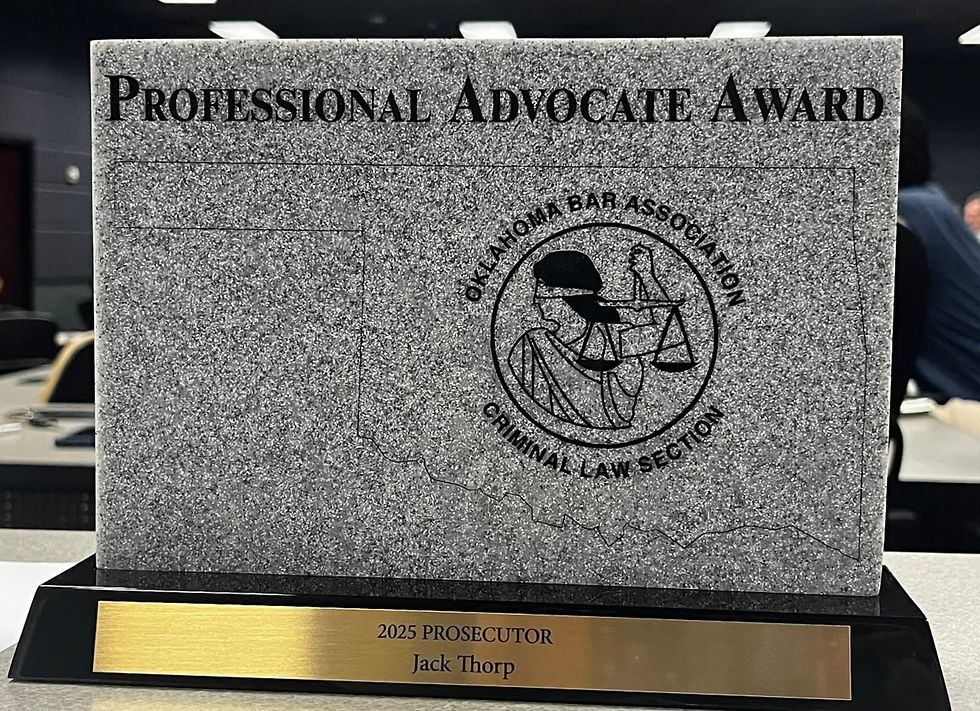 PROFESSIONAL ADVOCATE AWARD
OKLAHOMA BAR ASSOCIATION
CRIMINAL LAW SECTION
2025 PROSECUTOR
Jack Thorp